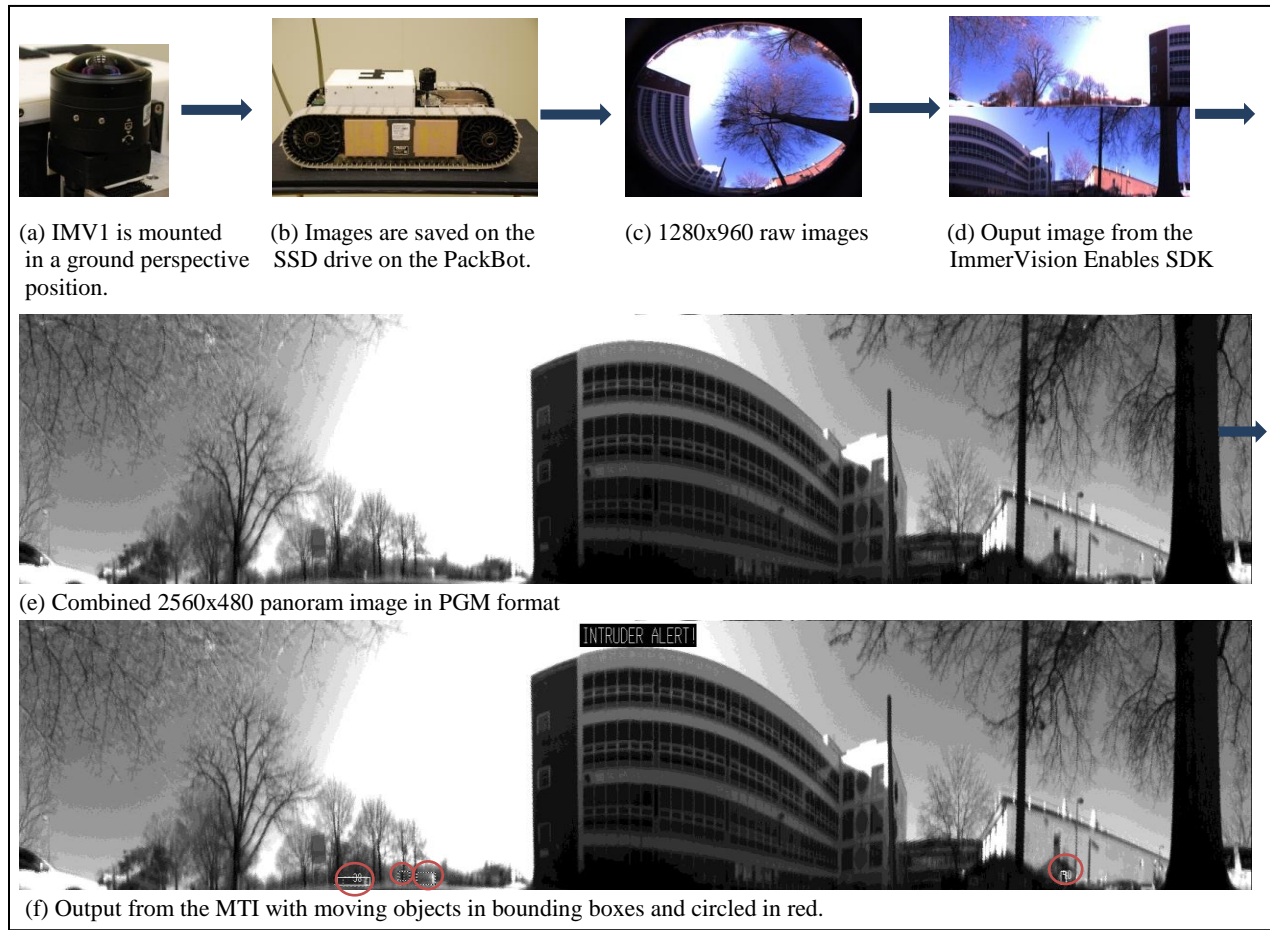 (a) IMV1 is mounted
in a ground perspective
position.
(b) Images are saved on the
SSD drive on the PackBot.
(c) 1280x960 raw images
(d) Ouput image from the
ImmerVision Enables SDK
(e) Combined 2560x480 panoram image in PGM format
INTRUDER ALERT!
(f) Output from the MTI with moving objects in bounding boxes and circled in red.